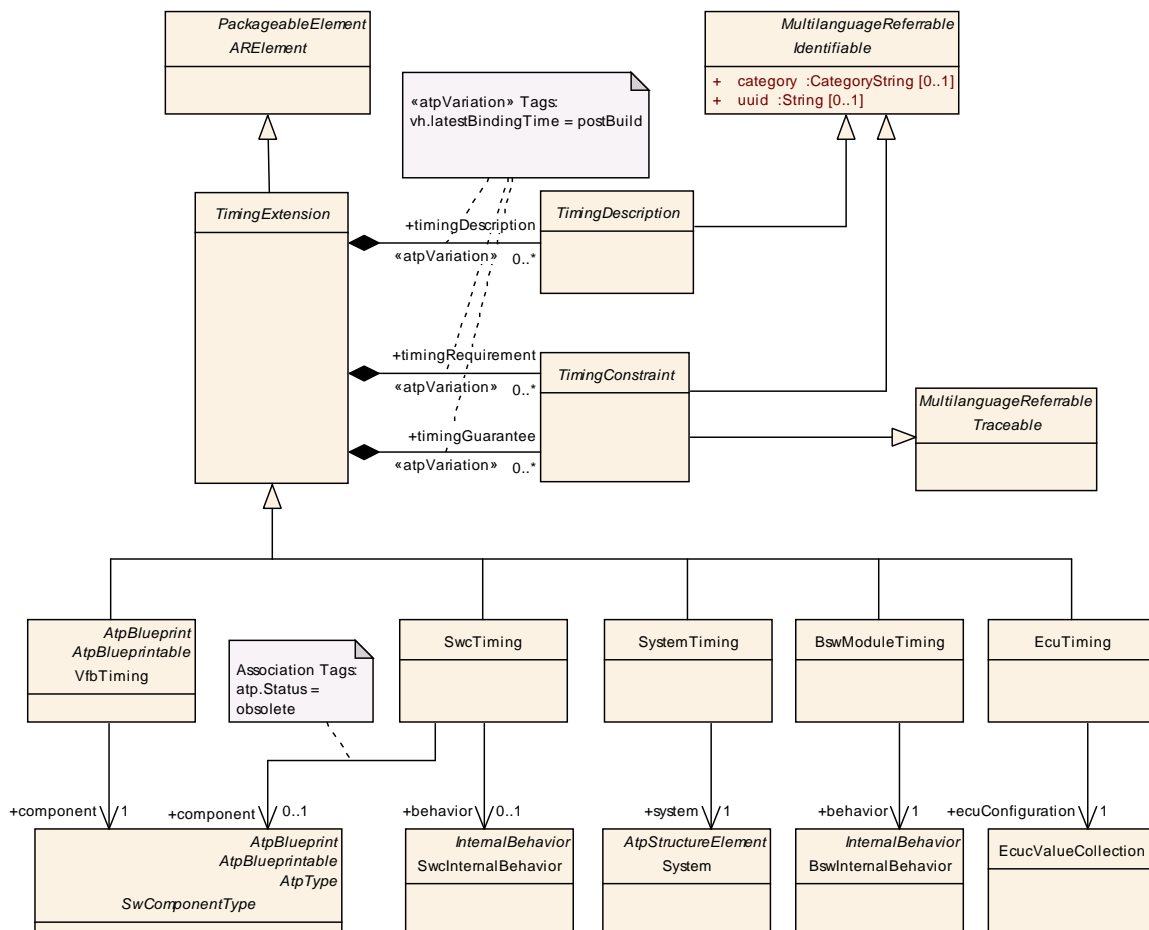 PackageableElement
ARElement
MultilanguageReferrable
Identifiable
+ category :CategoryString [0..1]
+ uuid :String [0..1]
«atpVariation» Tags:
vh.latestBindingTime = postBuild
TimingExtension
+timingDescription
«atpVariation» 0..*
TimingDescription
+timingRequirement
«atpVariation» 0..*
TimingConstraint
+timingGuarantee
«atpVariation» 0..*
MultilanguageReferrable
Traceable
AtpBlueprint
AtpBlueprintable
VfbTiming
Association Tags:
atp.Status =
obsolete
SwcTiming
SystemTiming
BswModuleTiming
EcuTiming
+component 1
+component 0..1
+behavior 0..1
+system 1
+behavior 1
+ecuConfiguration 1
AtpBlueprint
AtpBlueprintable
AtpType
SwComponentType
InternalBehavior
SwcInternalBehavior
AtpStructureElement
System
InternalBehavior
BswInternalBehavior
EcucValueCollection